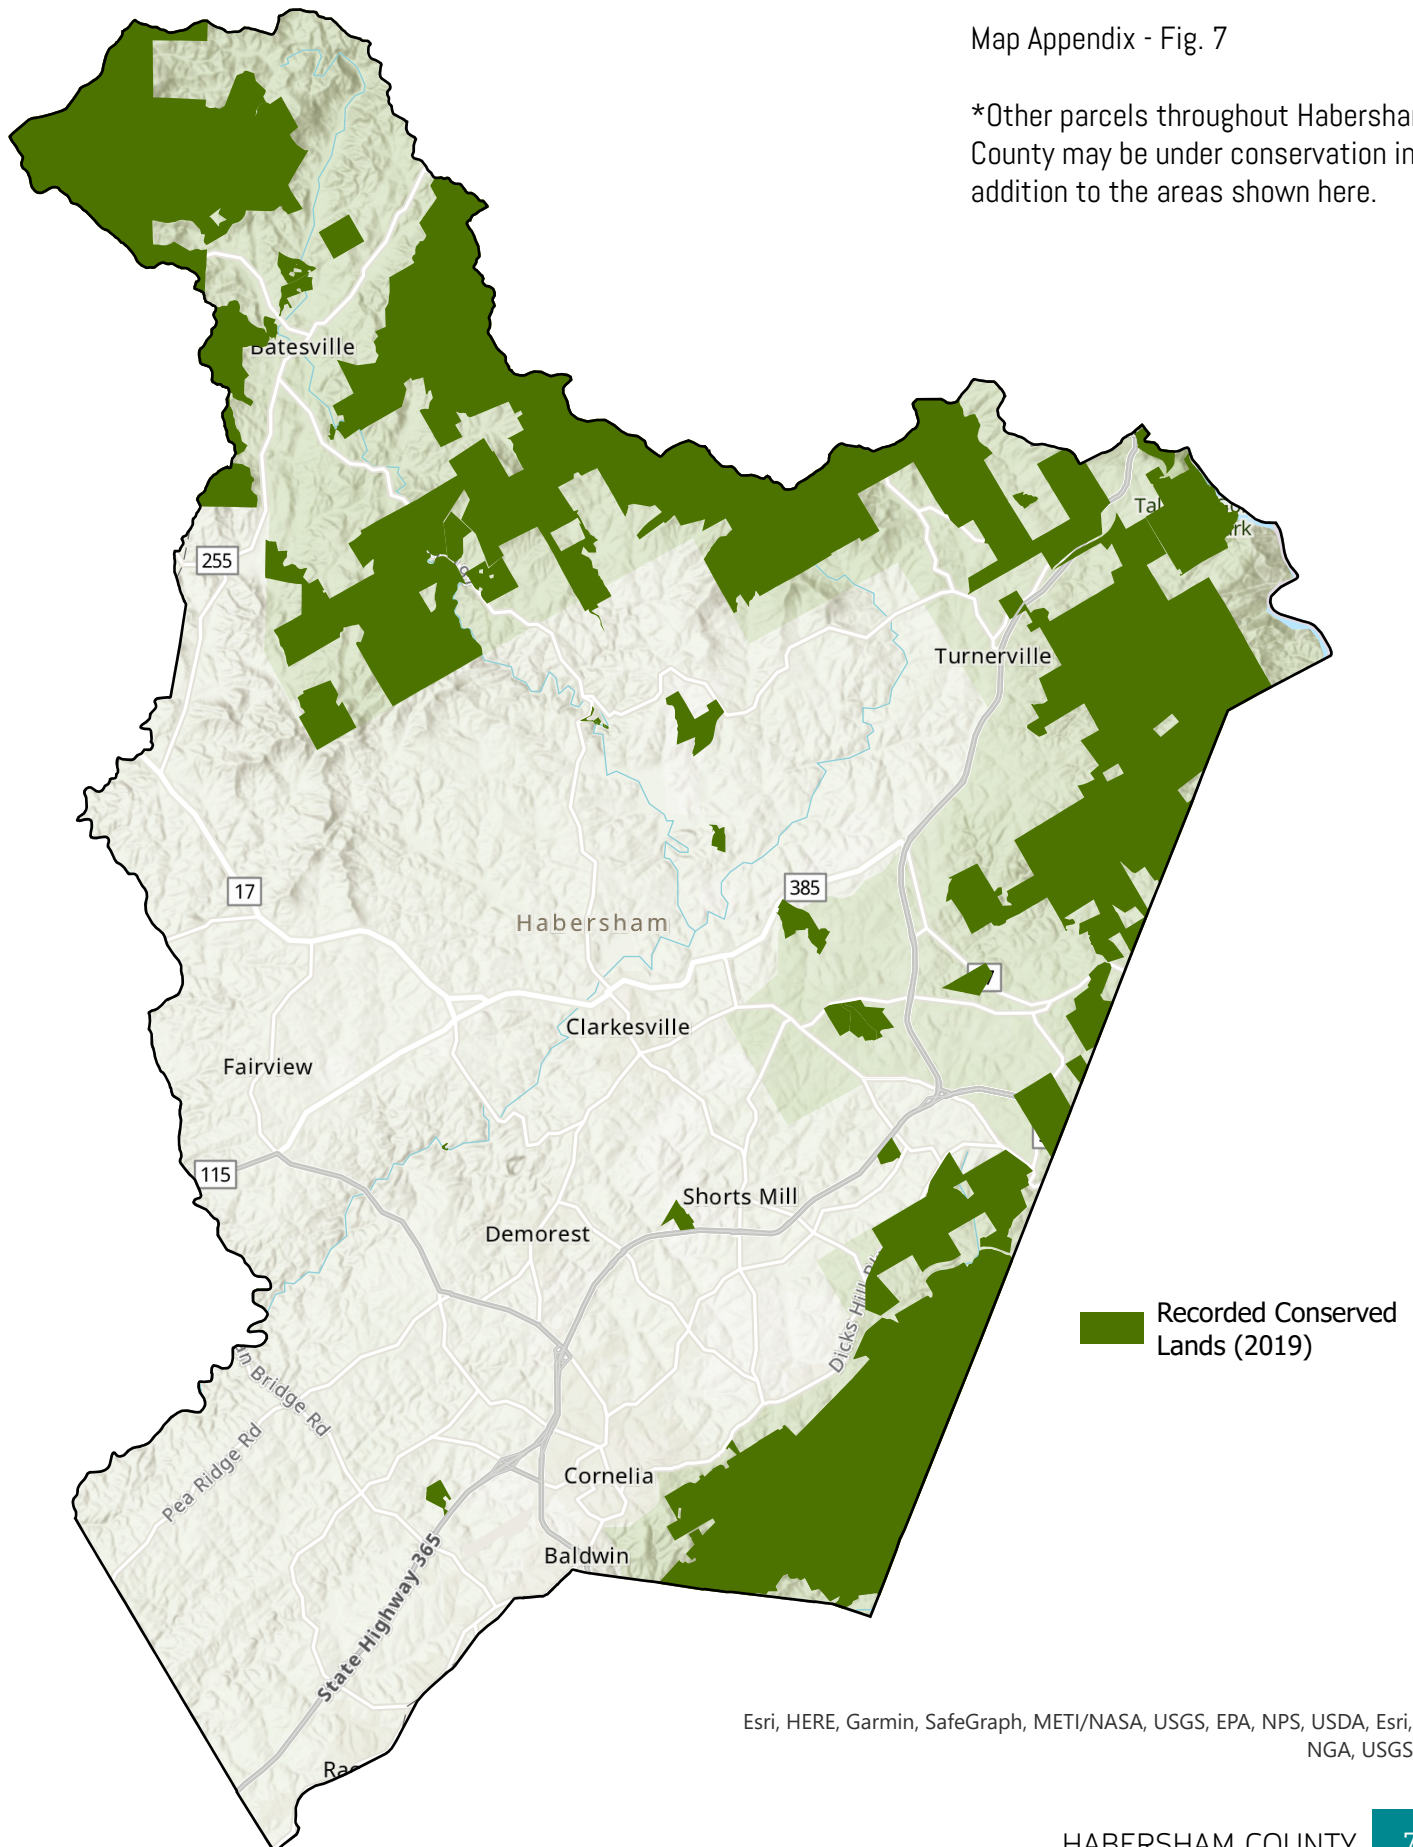 Map Appendix - Fig. 7
*Other parcels throughout Habersha
County may be under conservation in
addition to the areas shown here.
Batesville
255
Turnerville
17
385
Habersham
Clarkesville
Fairview
115
Shorts Mill
Demorest
Dicks Hill
Recorded Conserved
Lands (2019)
Bridge Rd
Pea Ridge Rd
Cornelia
Baldwin
State Highway 365
Esri, HERE, Garmin, SafeGraph, METI/NASA, USGS, EPA, NPS, USDA, Esri,
NGA, USGS
HABERSHAM COUNTY
7